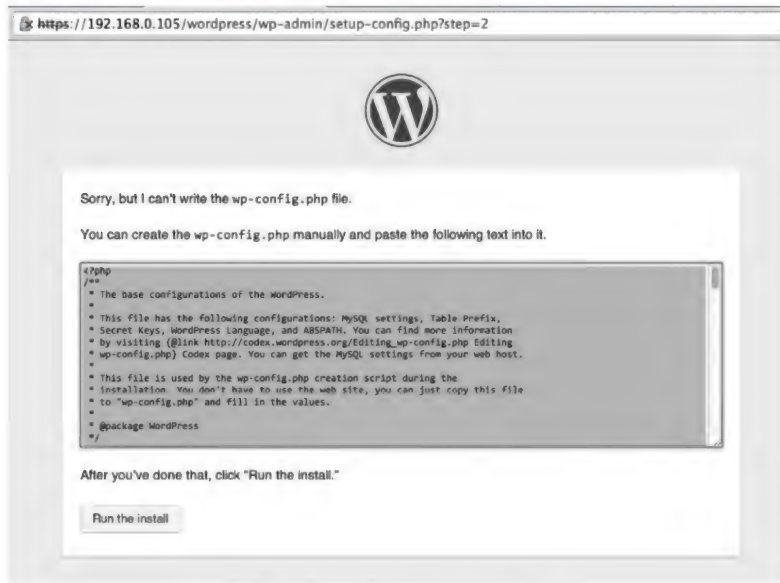 https://192.168.0.105/wordpress/wp-admin/setup-config.php?step=2
W
Sorry, but I can't write the wp-config.php file.
You can create the wp-config.php manually and paste the following text into it.
<?php
/**
 * The base configurations of the WordPress.
 *
 * This file has the following configurations: MySQL settings, Table Prefix,
 * Secret Keys, WordPress Language, and ABSPATH. You can find more information
 * by visiting {@link http://codex.wordpress.org/Editing_wp-config.php Editing
 * wp-config.php} Codex page. You can get the MySQL settings from your web host.
 *
 * This file is used by the wp-config.php creation script during the
 * installation. You don't have to use the web site, you can just copy this file
 * to "wp-config.php" and fill in the values.
 *
 * @package WordPress
 */
After you've done that, click "Run the install."
Run the install